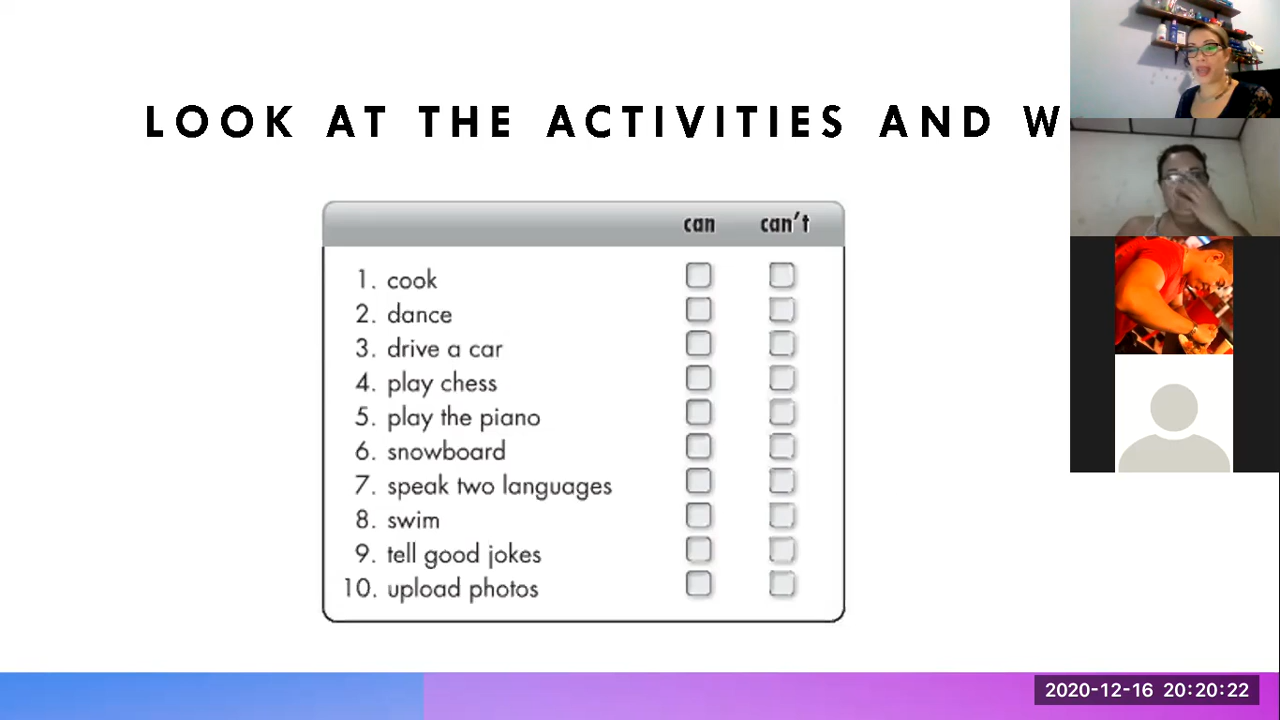 LOOK AT THE ACTIVITIES AND W
can can't
1. cook
2. dance
3. drive a car
4. play chess
5. play the piano
6. snowboard
7. speak two languages
8. swim
9. tell good jokes
10. upload photos
2020-12-16 20:20:22